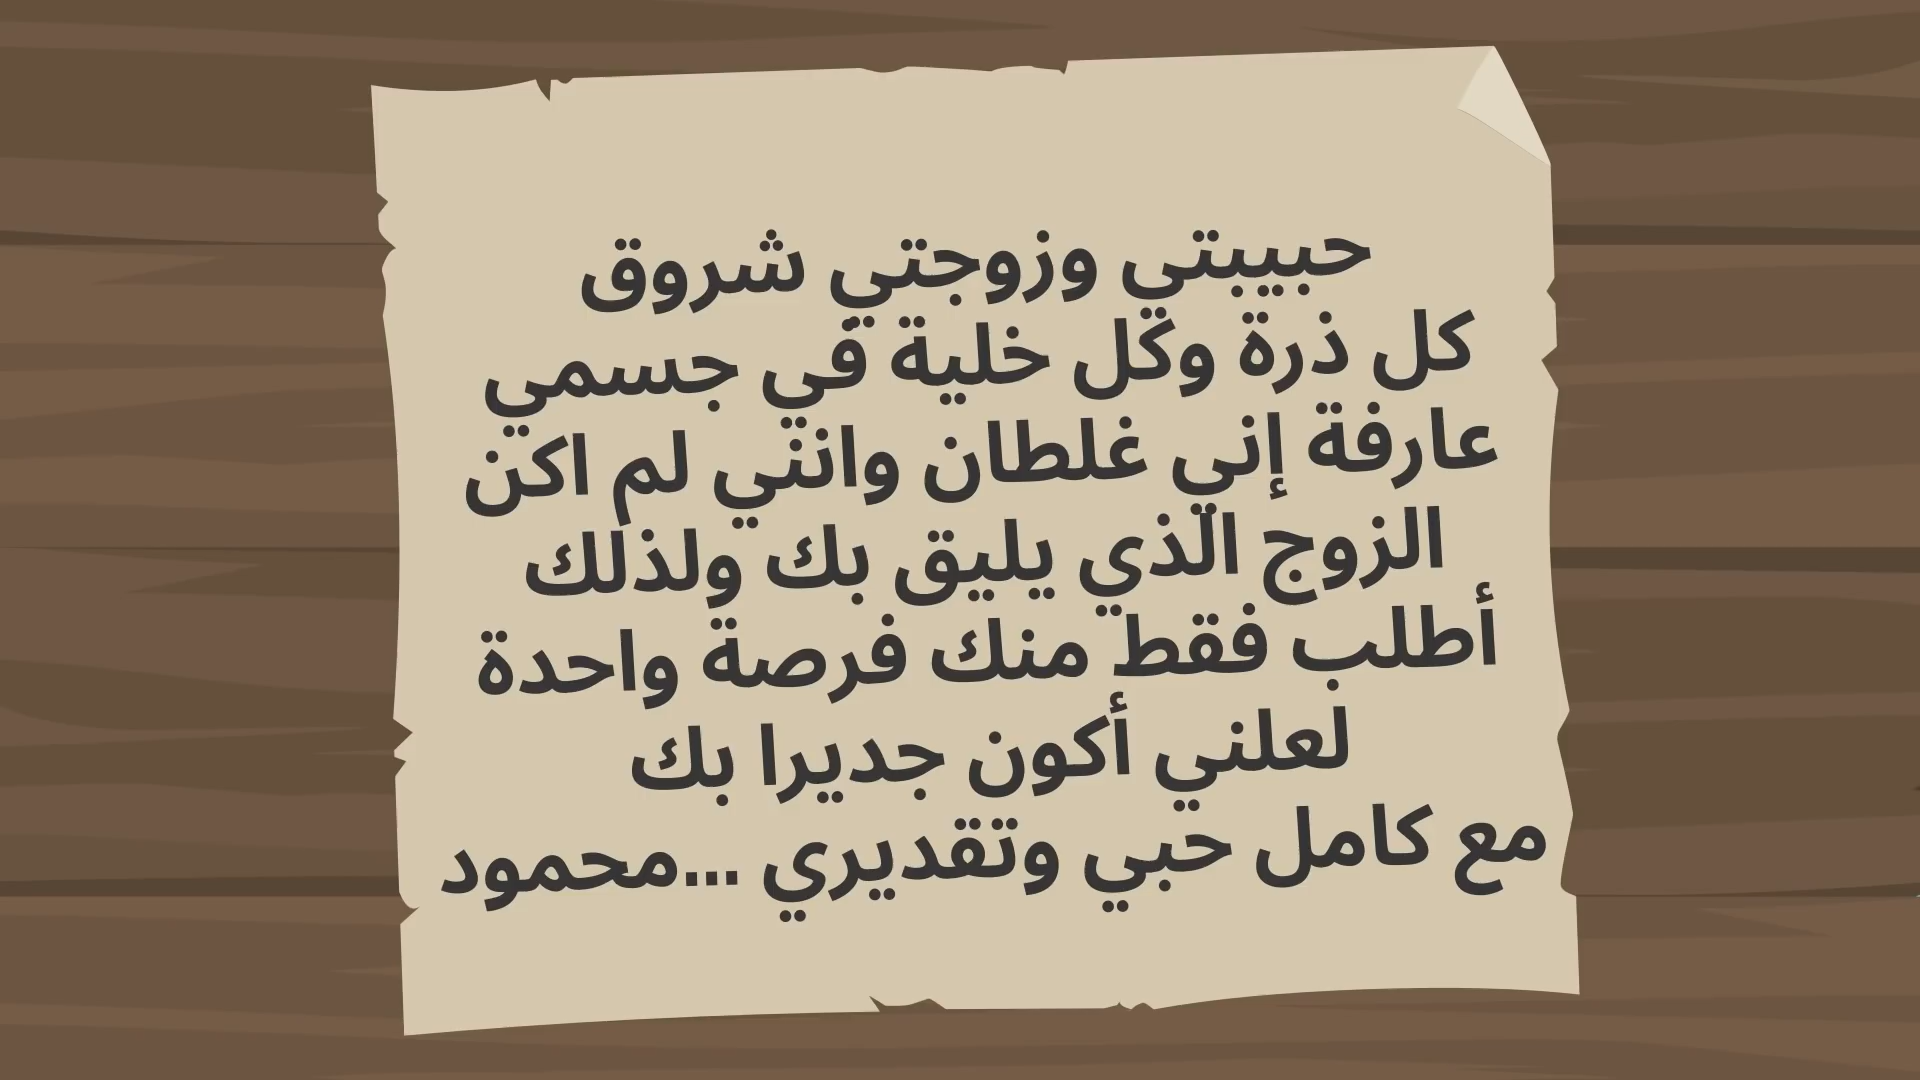 حبيبتي وزوجتي شروق
كل ذرة وكل خلية في جسمي
عارفة إني غلطان وانني لم اكن
الزوج الذي يليق بك ولذلك
أطلب فقط منك فرصة واحدة
لعلني أكون جديرا بك
مع كامل حبي وتقديري ...محمود